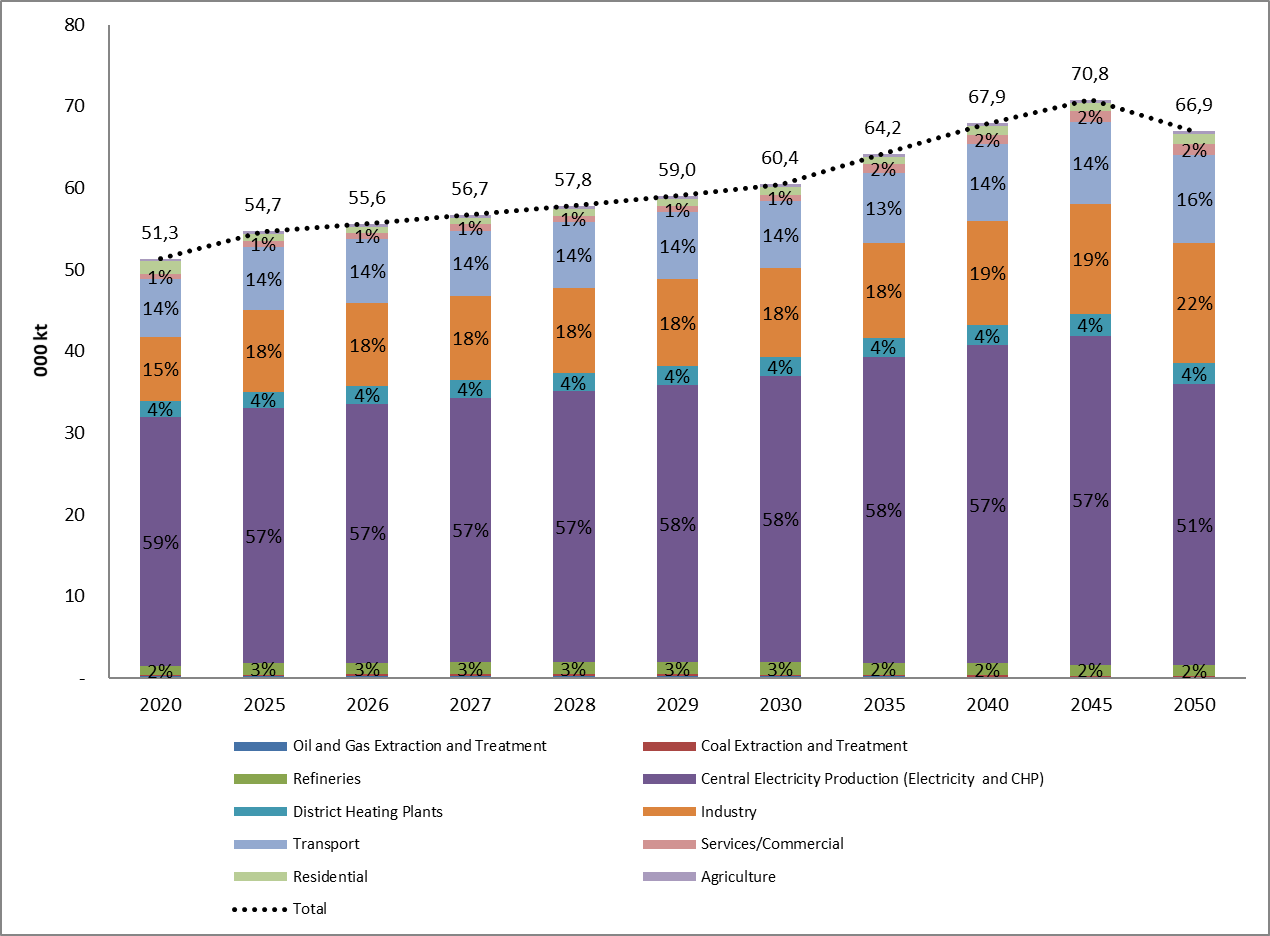 80
70
60
50
40
30
20
10
-
000 kt
51,3 54,7 55,6 56,7 57,8 59,0 60,4 64,2 67,9 70,8 66,9
1% 1% 1% 1% 1% 1% 1% 2% 2% 2% 2%
14% 14% 14% 14% 14% 14% 14% 13% 14% 14% 16%
15% 18% 18% 18% 18% 18% 18% 18% 19% 19% 22%
4% 4% 4% 4% 4% 4% 4% 4% 4% 4% 4%
59% 57% 57% 57% 57% 58% 58% 58% 57% 57% 51%
2% 3% 3% 3% 3% 3% 3% 2% 2% 2% 2%
2020 2025 2026 2027 2028 2029 2030 2035 2040 2045 2050
Oil and Gas Extraction and Treatment Coal Extraction and Treatment
Refineries Central Electricity Production (Electricity and CHP)
District Heating Plants Industry
Transport Services/Commercial
Residential Agriculture
Total